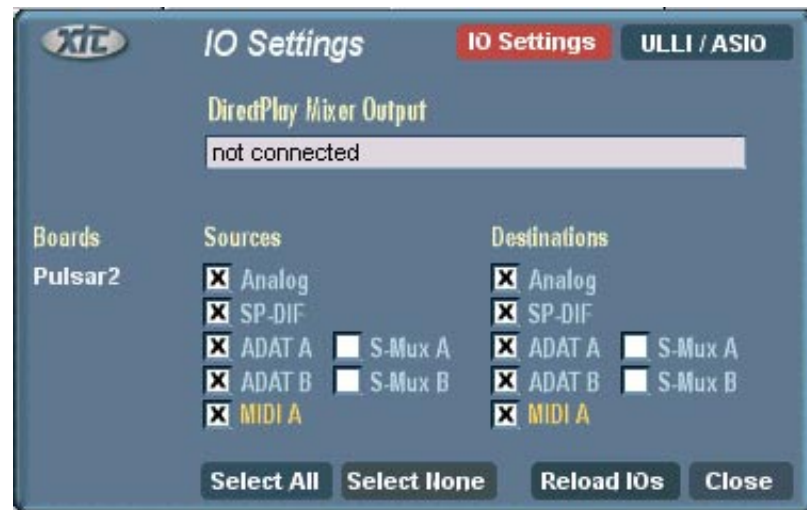 XTC IO Settings IO Settings ULLI / ASIO
DirectPlay Mixer Output
not connected
Boards Sources Destinations
Pulsar2 Analog Analog
SP-DIF SP-DIF
ADAT A S-Mux A ADAT A S-Mux A
ADAT B S-Mux B ADAT B S-Mux B
MIDI A MIDI A
Select All Select None Reload IOs Close